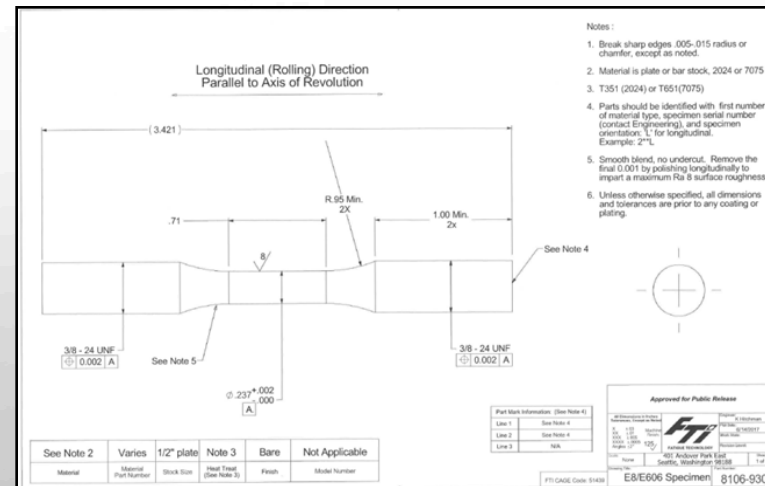 Longitudinal (Rolling) Direction
Parallel to Axis of Revolution
(3.421)
R.95 Min.
2X
.71
1.00 Min.
2x
8
See Note 4
3/8 - 24 UNF
⌖ 0.002 A
See Note 5
3/8 - 24 UNF
⌖ 0.002 A
Ø.237 +.002
-.000
A
Notes :
1. Break sharp edges .005-.015 radius or
chamfer, except as noted.
2. Material is plate or bar stock, 2024 or 7075
3. T351 (2024) or T651(7075)
4. Parts should be identified with first number
of material type, specimen serial number
(contact Engineering), and specimen
orientation: 'L' for longitudinal.
Example: 2**L
5. Smooth blend, no undercut. Remove the
final 0.001 by polishing longitudinally to
impart a maximum Ra 8 surface roughness
6. Unless otherwise specified, all dimensions
and tolerances are prior to any coating or
plating.
Part Mark Information (See Note 4)
Line 1 See Note 4
Line 2 See Note 4
Line 3 N/A
See Note 2 Varies 1/2" plate Note 3 Bare Not Applicable
Material Material Part Number Stock Size Heat Treat (See Note 3) Finish Model Number
FTI CAGE Code: 51439
Approved for Public Release
FTI
FATIGUE TECHNOLOGY
125
401 Andover Park East
Seattle, Washington 98188
None
E8/E606 Specimen
8106-930